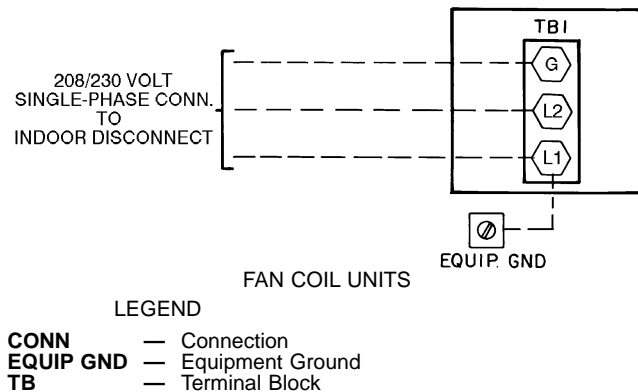 TB1
G
208/230 VOLT
SINGLE-PHASE CONN.
TO
INDOOR DISCONNECT
L2
L1
EQUIP. GND
FAN COIL UNITS
LEGEND
CONN — Connection
EQUIP GND — Equipment Ground
TB — Terminal Block